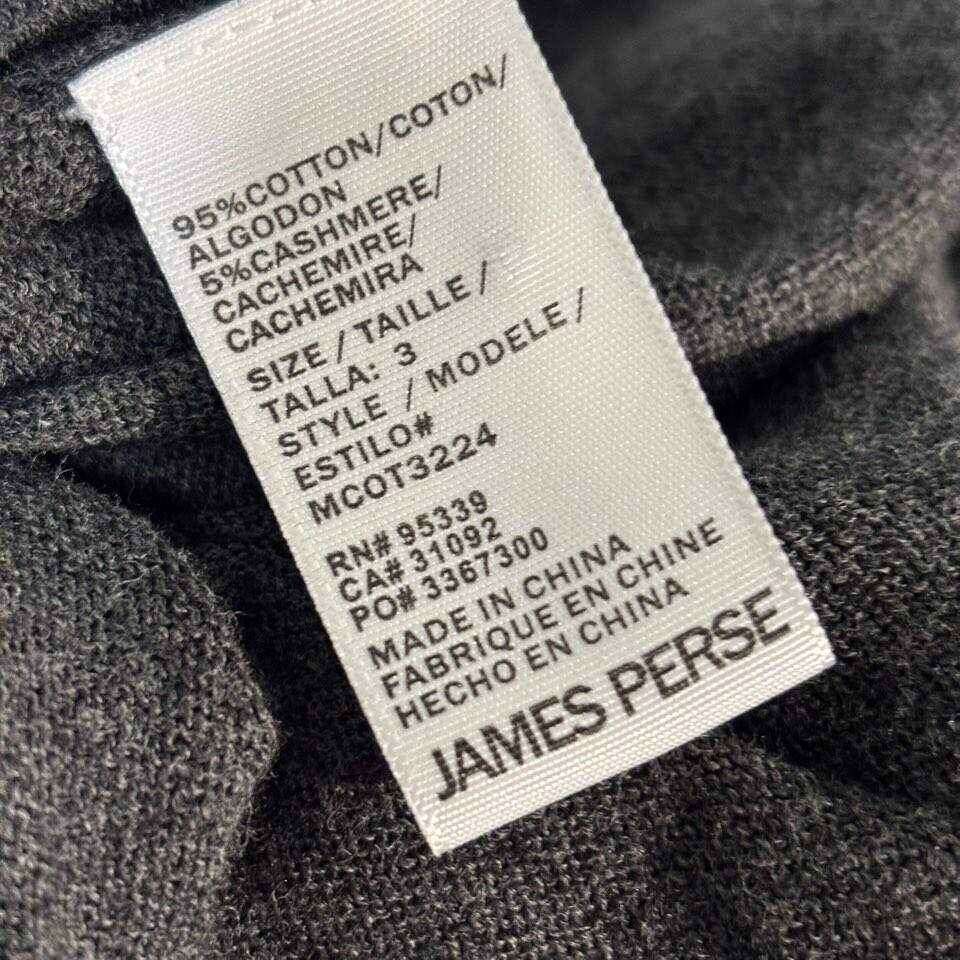 95%COTTON/COTON/
ALGODON
5%CASHMERE/
CACHEMIRE/
CACHEMIRA
SIZE / TAILLE /
TALLA: 3
STYLE / MODELE /
ESTILO#
MCOT3224
RN# 95339
CA# 31092
PO# 3367300
MADE IN CHINA
FABRIQUE EN CHINE
HECHO EN CHINA
JAMES PERSE